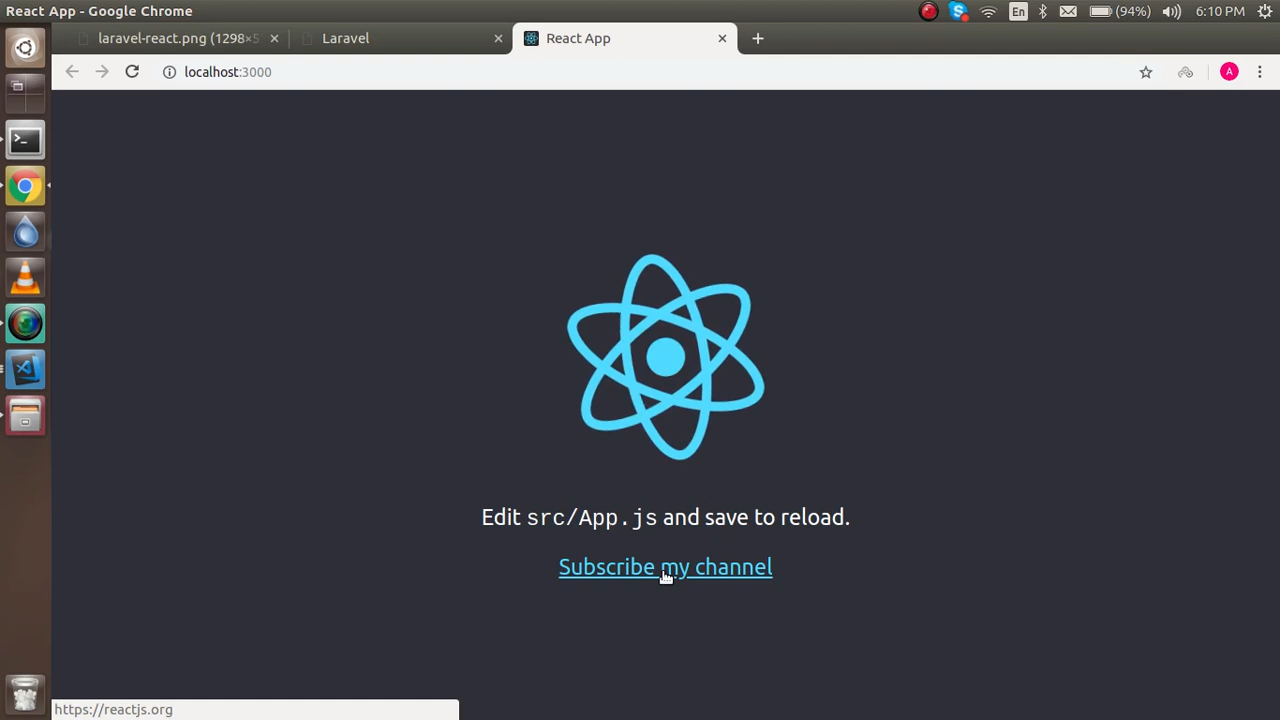 React App - Google Chrome
En
(94%)
6:10 PM
laravel-react.png (1298×5
Laravel
React App
localhost:3000
A
Edit src/App.js and save to reload.
Subscribe my channel
https://reactjs.org